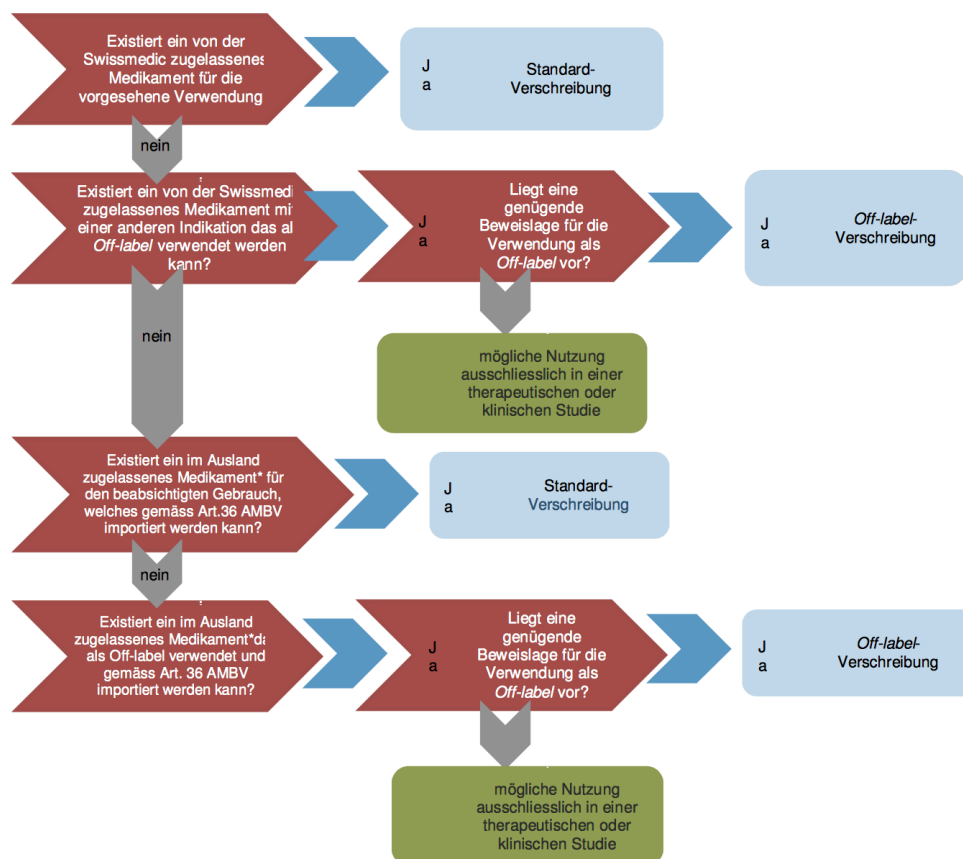 Existiert ein von der
Swissmedic zugelassenes
Medikament für die
vorgesehene Verwendung
J
a
Standard-
Verschreibung
nein
Existiert ein von der Swissmedi
zugelassenes Medikament mit
einer anderen Indikation das al
Off-label verwendet werden
kann?
J
a
Liegt eine
genügende
Beweislage für die
Verwendung als
Off-label vor?
J
a
Off-label-
Verschreibung
nein
mögliche Nutzung
ausschliesslich in einer
therapeutischen oder
klinischen Studie
Existiert ein im Ausland
zugelassenes Medikament* für
den beabsichtigten Gebrauch,
welches gemäss Art.36 AMBV
importiert werden kann?
J
a
Standard-
Verschreibung
nein
Existiert ein im Ausland
zugelassenes Medikament*da
als Off-label verwendet und
gemäss Art. 36 AMBV
importiert werden kann?
J
a
Liegt eine
genügende
Beweislage für die
Verwendung als
Off-label vor?
J
a
Off-label-
Verschreibung
mögliche Nutzung
ausschliesslich in einer
therapeutischen oder
klinischen Studie